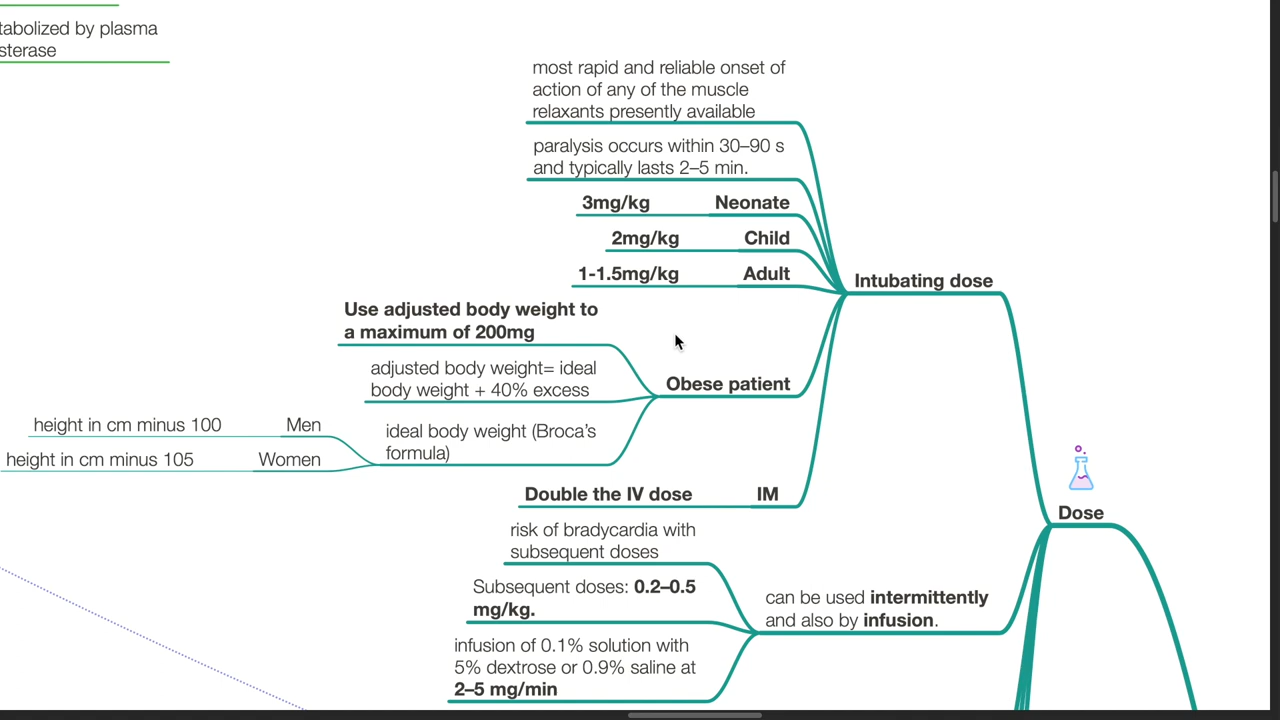 tabolized by plasma
sterase
most rapid and reliable onset of
action of any of the muscle
relaxants presently available
paralysis occurs within 30–90 s
and typically lasts 2–5 min.
3mg/kg Neonate
2mg/kg Child
1-1.5mg/kg Adult
Intubating dose
Use adjusted body weight to
a maximum of 200mg
adjusted body weight= ideal
body weight + 40% excess
Obese patient
height in cm minus 100 Men
height in cm minus 105 Women
ideal body weight (Broca's
formula)
Double the IV dose IM
Dose
risk of bradycardia with
subsequent doses
Subsequent doses: 0.2–0.5
mg/kg.
can be used intermittently
and also by infusion.
infusion of 0.1% solution with
5% dextrose or 0.9% saline at
2–5 mg/min